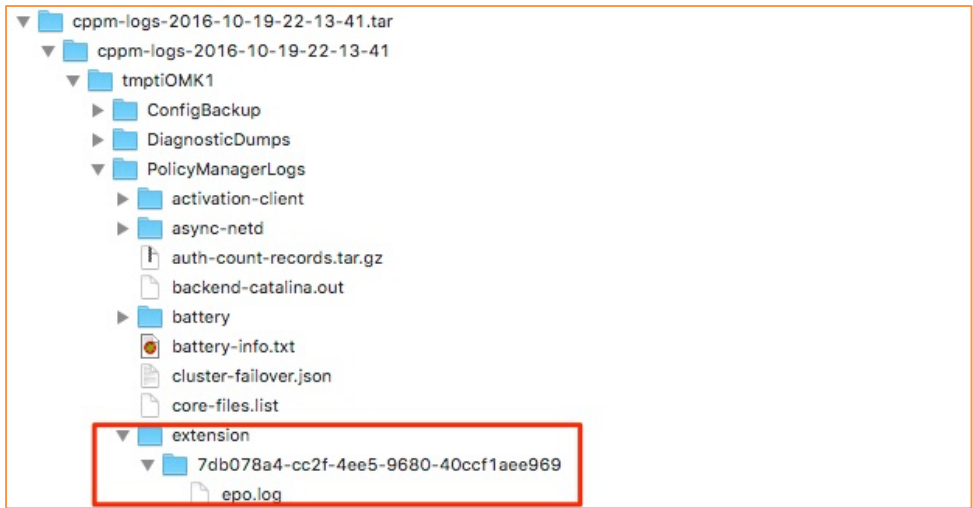 cppm-logs-2016-10-19-22-13-41.tar
cppm-logs-2016-10-19-22-13-41
tmptiOMK1
ConfigBackup
DiagnosticDumps
PolicyManagerLogs
activation-client
async-netd
auth-count-records.tar.gz
backend-catalina.out
battery
battery-info.txt
cluster-failover.json
core-files.list
extension
7db078a4-cc2f-4ee5-9680-40ccf1aee969
epo.log